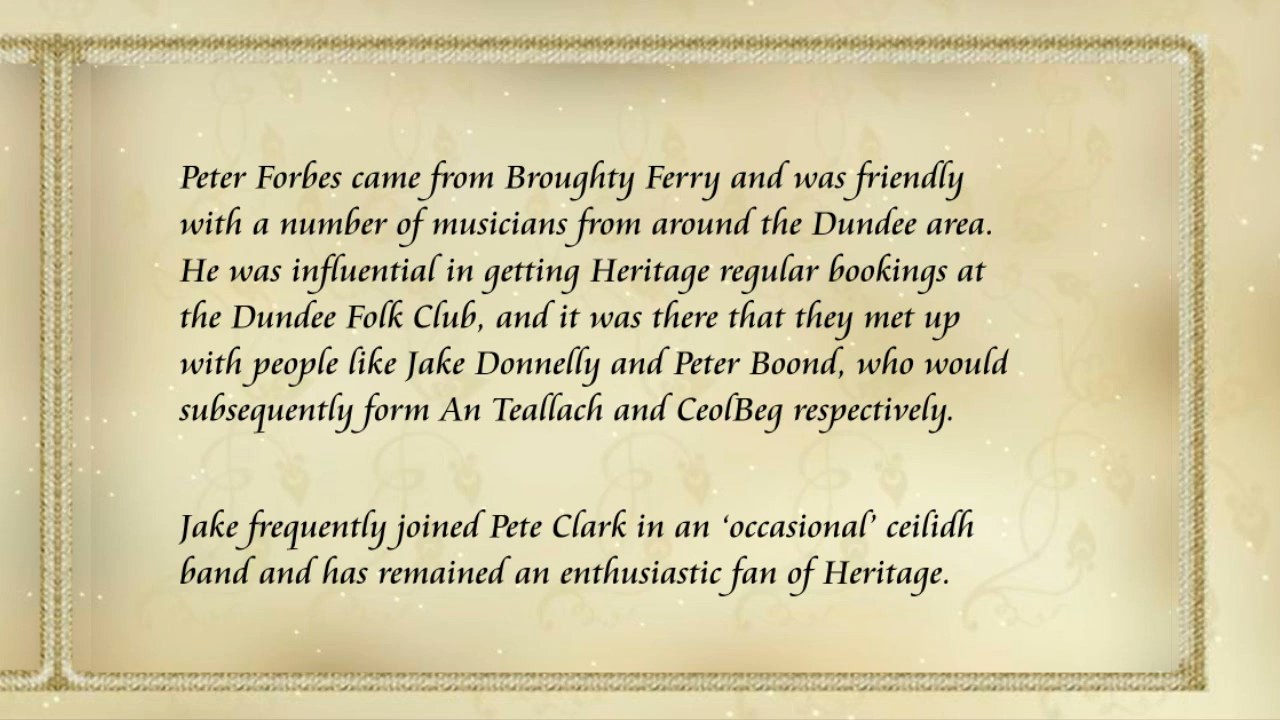 Peter Forbes came from Broughty Ferry and was friendly
with a number of musicians from around the Dundee area.
He was influential in getting Heritage regular bookings at
the Dundee Folk Club, and it was there that they met up
with people like Jake Donnelly and Peter Boond, who would
subsequently form An Teallach and CeolBeg respectively.
Jake frequently joined Pete Clark in an ‘occasional’ ceilidh
band and has remained an enthusiastic fan of Heritage.